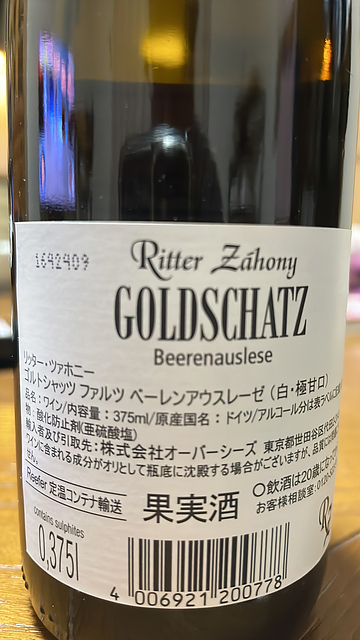 1642409
Ritter Záhony
GOLDSCHATZ
Beerenauslese
リッター・ツァホニー
ゴルトシャッツ ファルツ ベーレンアウスレーゼ (白・極甘口)
品名：ワイン/内容量：375ml/原産国名：ドイツ/アルコール分は表ラベルに
物：酸化防止剤(亜硫酸塩)
輸入者及び引取先：株式会社オーバーシーズ 東京都世田谷区
ワインに含まれる成分がオリとして瓶底に沈殿する場合がございますが、品質には
せん。
Reefer 定温コンテナ輸送
果実酒
〇飲酒は20歳になって
お客様相談室：0120
contains sulphites
0,375l
4 006921 200778